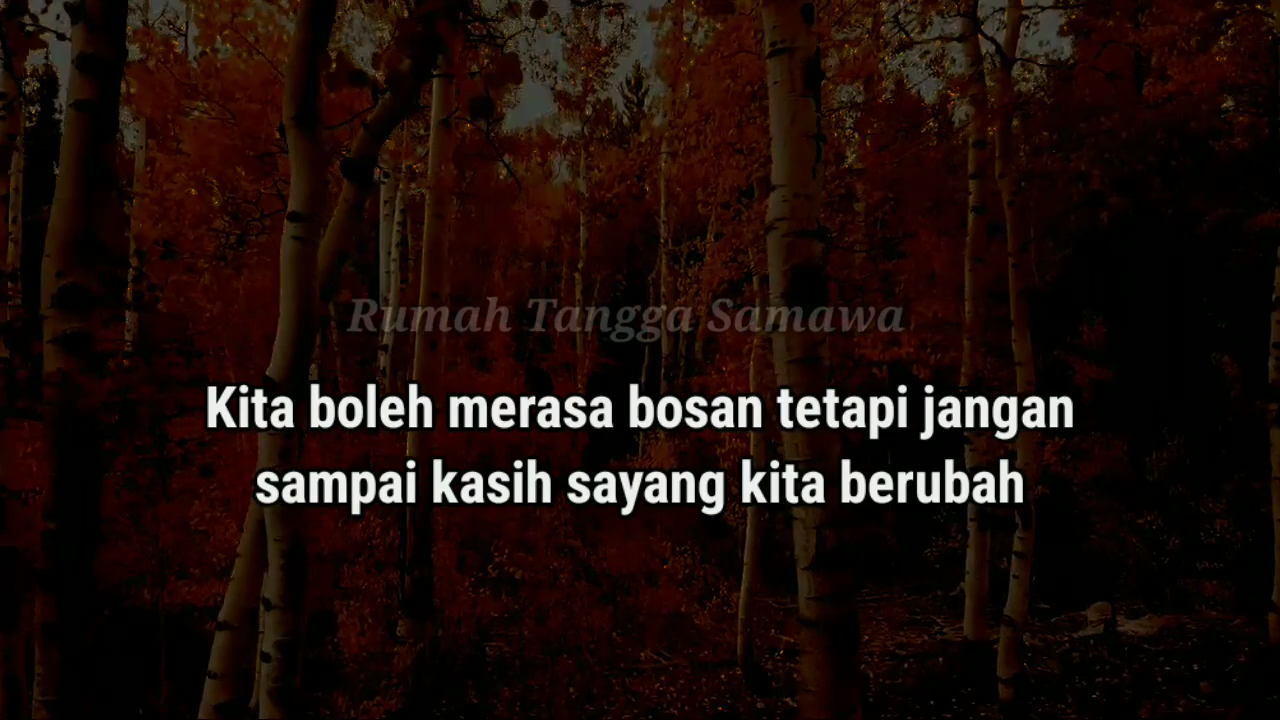 Rumah Tangga Samawa
Kita boleh merasa bosan tetapi jangan
sampai kasih sayang kita berubah